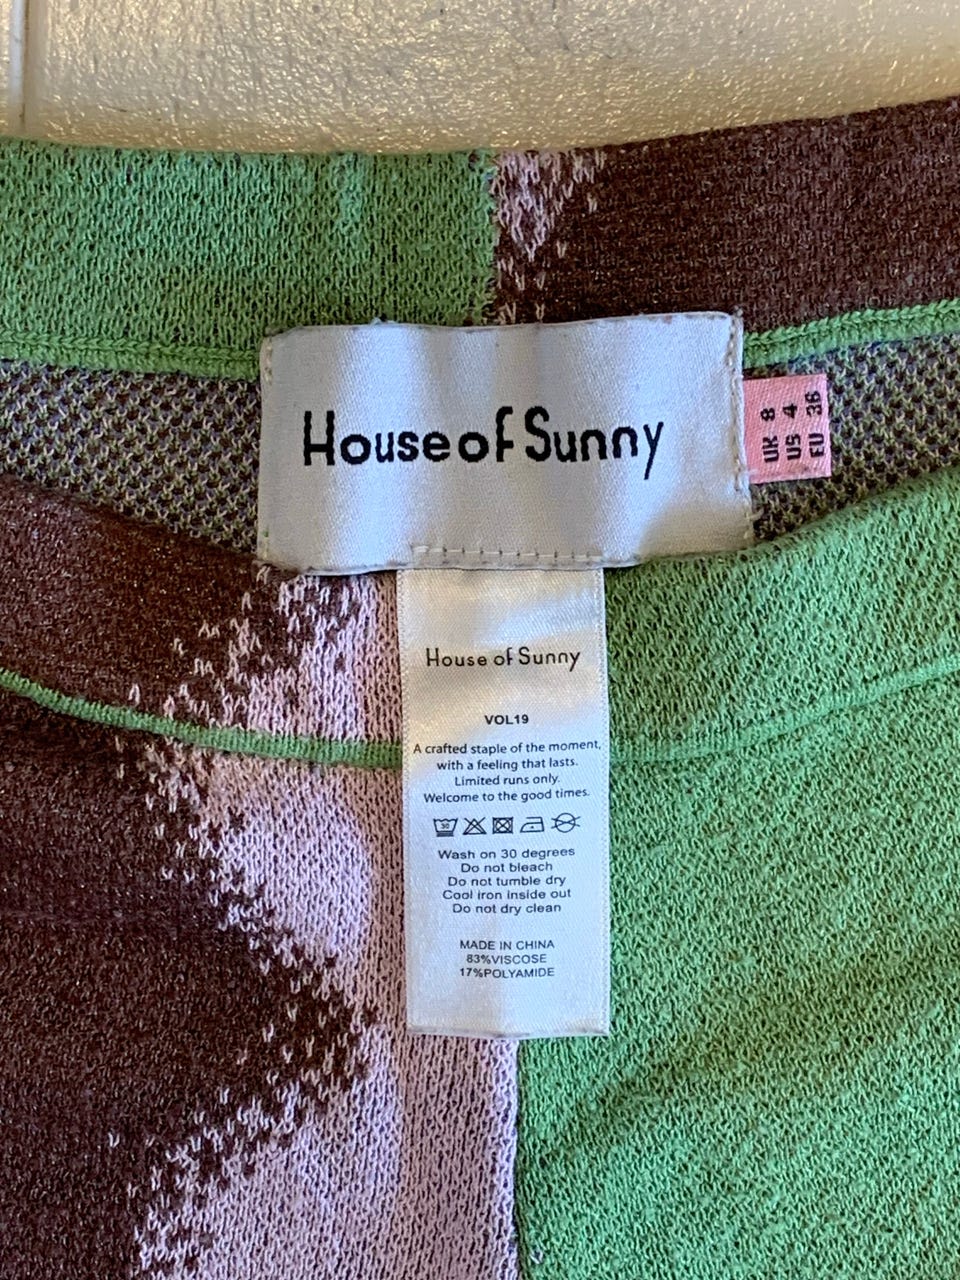 House of Sunny
UK 8
US 4
EU 36
House of Sunny
VOL19
A crafted staple of the moment,
with a feeling that lasts.
Limited runs only.
Welcome to the good times.
30
Wash on 30 degrees
Do not bleach
Do not tumble dry
Cool iron inside out
Do not dry clean
MADE IN CHINA
83%VISCOSE
17%POLYAMIDE